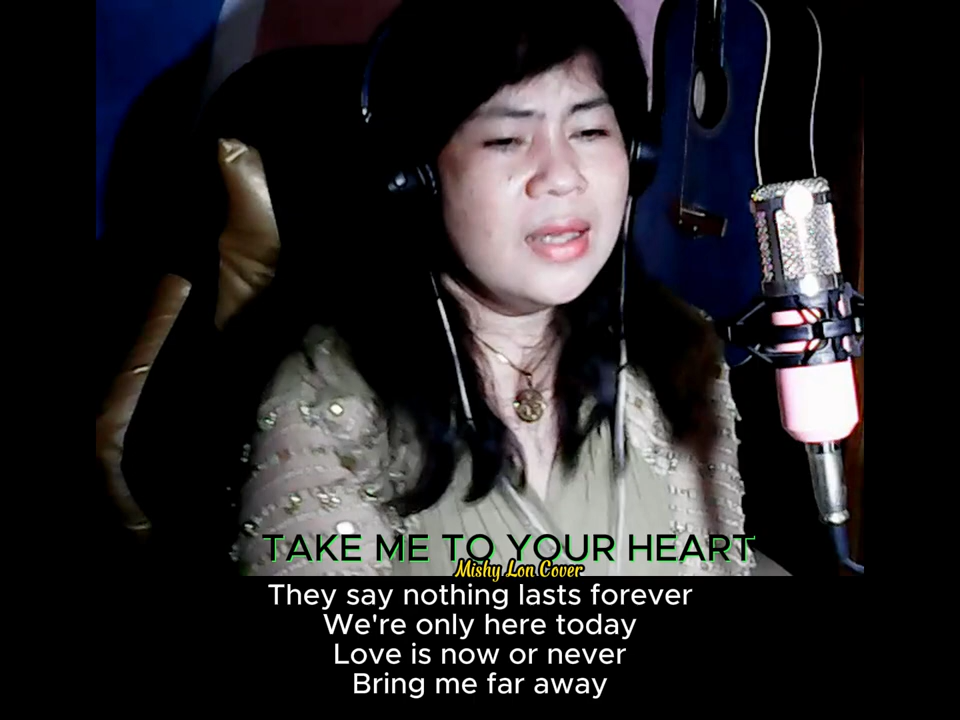 TAKE ME TO YOUR HEART
Mishy Lon Cover
They say nothing lasts forever
We're only here today
Love is now or never
Bring me far away